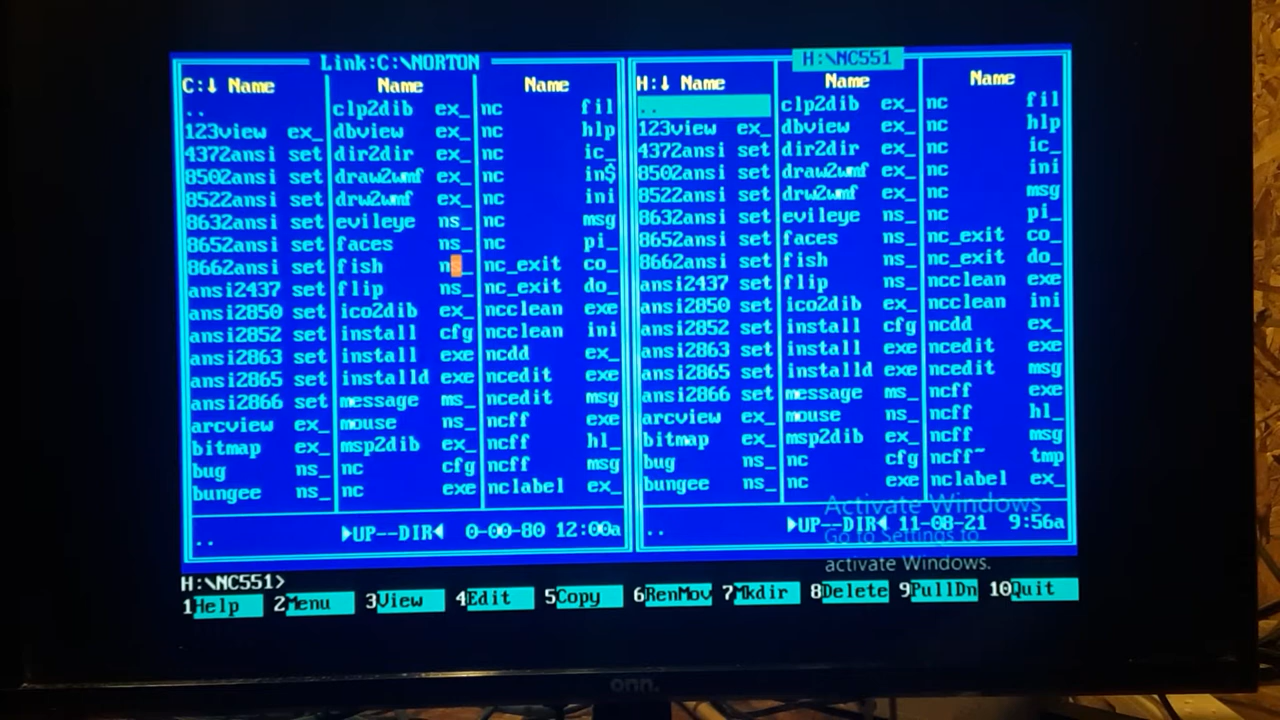 Link:C:\NORTON
C:↓ Name Name Name
.. clp2dib ex_ nc fil
123view ex_ dbview ex_ nc hlp
4372ansi set dir2dir ex_ nc ic_
8502ansi set draw2wmf ex_ nc in$
8522ansi set drw2wmf ex_ nc ini
8632ansi set evileye ns_ nc msg
8652ansi set faces ns_ nc pi_
8662ansi set fish ns_ nc_exit co_
ansi2437 set flip ns_ nc_exit do_
ansi2850 set ico2dib ex_ ncclean exe
ansi2852 set install cfg ncclean ini
ansi2863 set install exe ncdd ex_
ansi2865 set installd exe ncedit exe
ansi2866 set message ms_ ncedit msg
arcview ex_ mouse ns_ ncff exe
bitmap ex_ msp2dib ex_ ncff hl_
bug ns_ nc cfg ncff msg
bungee ns_ nc exe nclabel ex_
.. ►UP--DIR◄ 0-00-80 12:00a
H:\NC551
H:↓ Name Name Name
.. clp2dib ex_ nc fil
123view ex_ dbview ex_ nc hlp
4372ansi set dir2dir ex_ nc ic_
8502ansi set draw2wmf ex_ nc ini
8522ansi set drw2wmf ex_ nc msg
8632ansi set evileye ns_ nc pi_
8652ansi set faces ns_ nc_exit co_
8662ansi set fish ns_ nc_exit do_
ansi2437 set flip ns_ ncclean exe
ansi2850 set ico2dib ex_ ncclean ini
ansi2852 set install cfg ncdd ex_
ansi2863 set install exe ncedit exe
ansi2865 set installd exe ncedit msg
ansi2866 set message ms_ ncff exe
arcview ex_ mouse ns_ ncff hl_
bitmap ex_ msp2dib ex_ ncff msg
bug ns_ nc cfg ncff~ tmp
bungee ns_ nc exe nclabel ex_
.. ►UP--DIR◄ 11-08-21 9:56a
Activate Windows
Go to Settings to
activate Windows.
H:\NC551>
1Help 2Menu 3View 4Edit 5Copy 6RenMov 7Mkdir 8Delete 9PullDn 10Quit
onn.